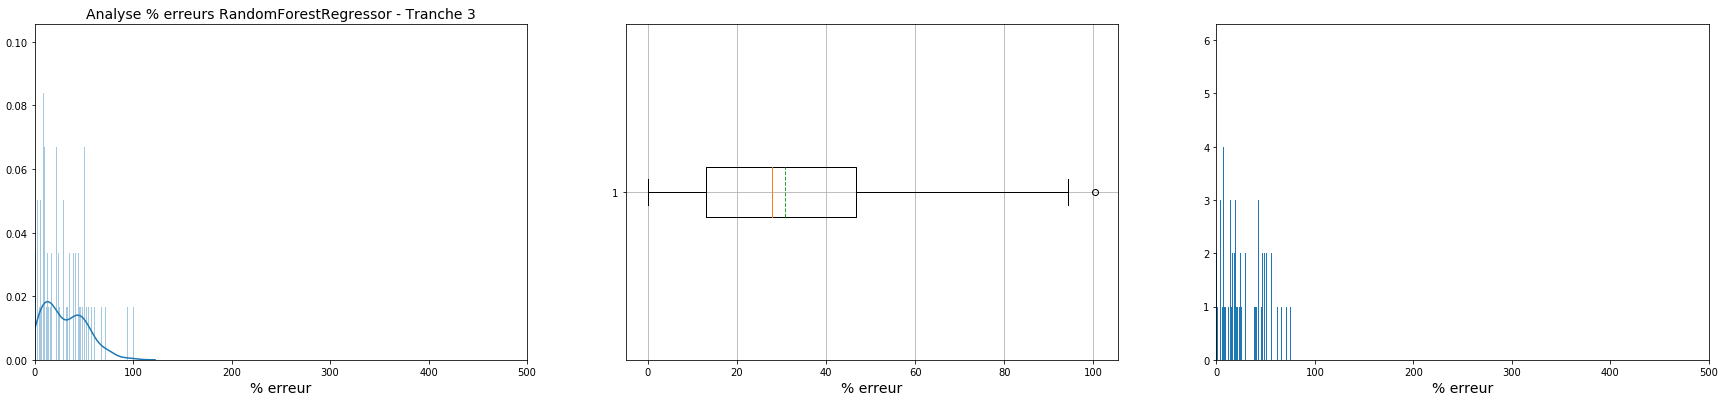 Analyse % erreurs RandomForestRegressor - Tranche 3
0.10
0.08
0.06
0.04
0.02
0.00
0 100 200 300 400 500
% erreur
1
0 20 40 60 80 100
% erreur
6
5
4
3
2
1
0
0 100 200 300 400 500
% erreur